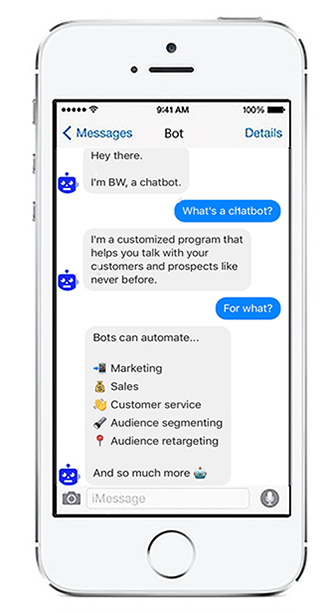 9:41 AM
100%
Messages
Bot
Details
Hey there.
I'm BW, a chatbot.
What's a chatbot?
I'm a customized program that
helps you talk with your
customers and prospects like
never before.
For what?
Bots can automate...
📲 Marketing
💰 Sales
👋 Customer service
🔦 Audience segmenting
📍 Audience retargeting
And so much more 🤖
iMessage